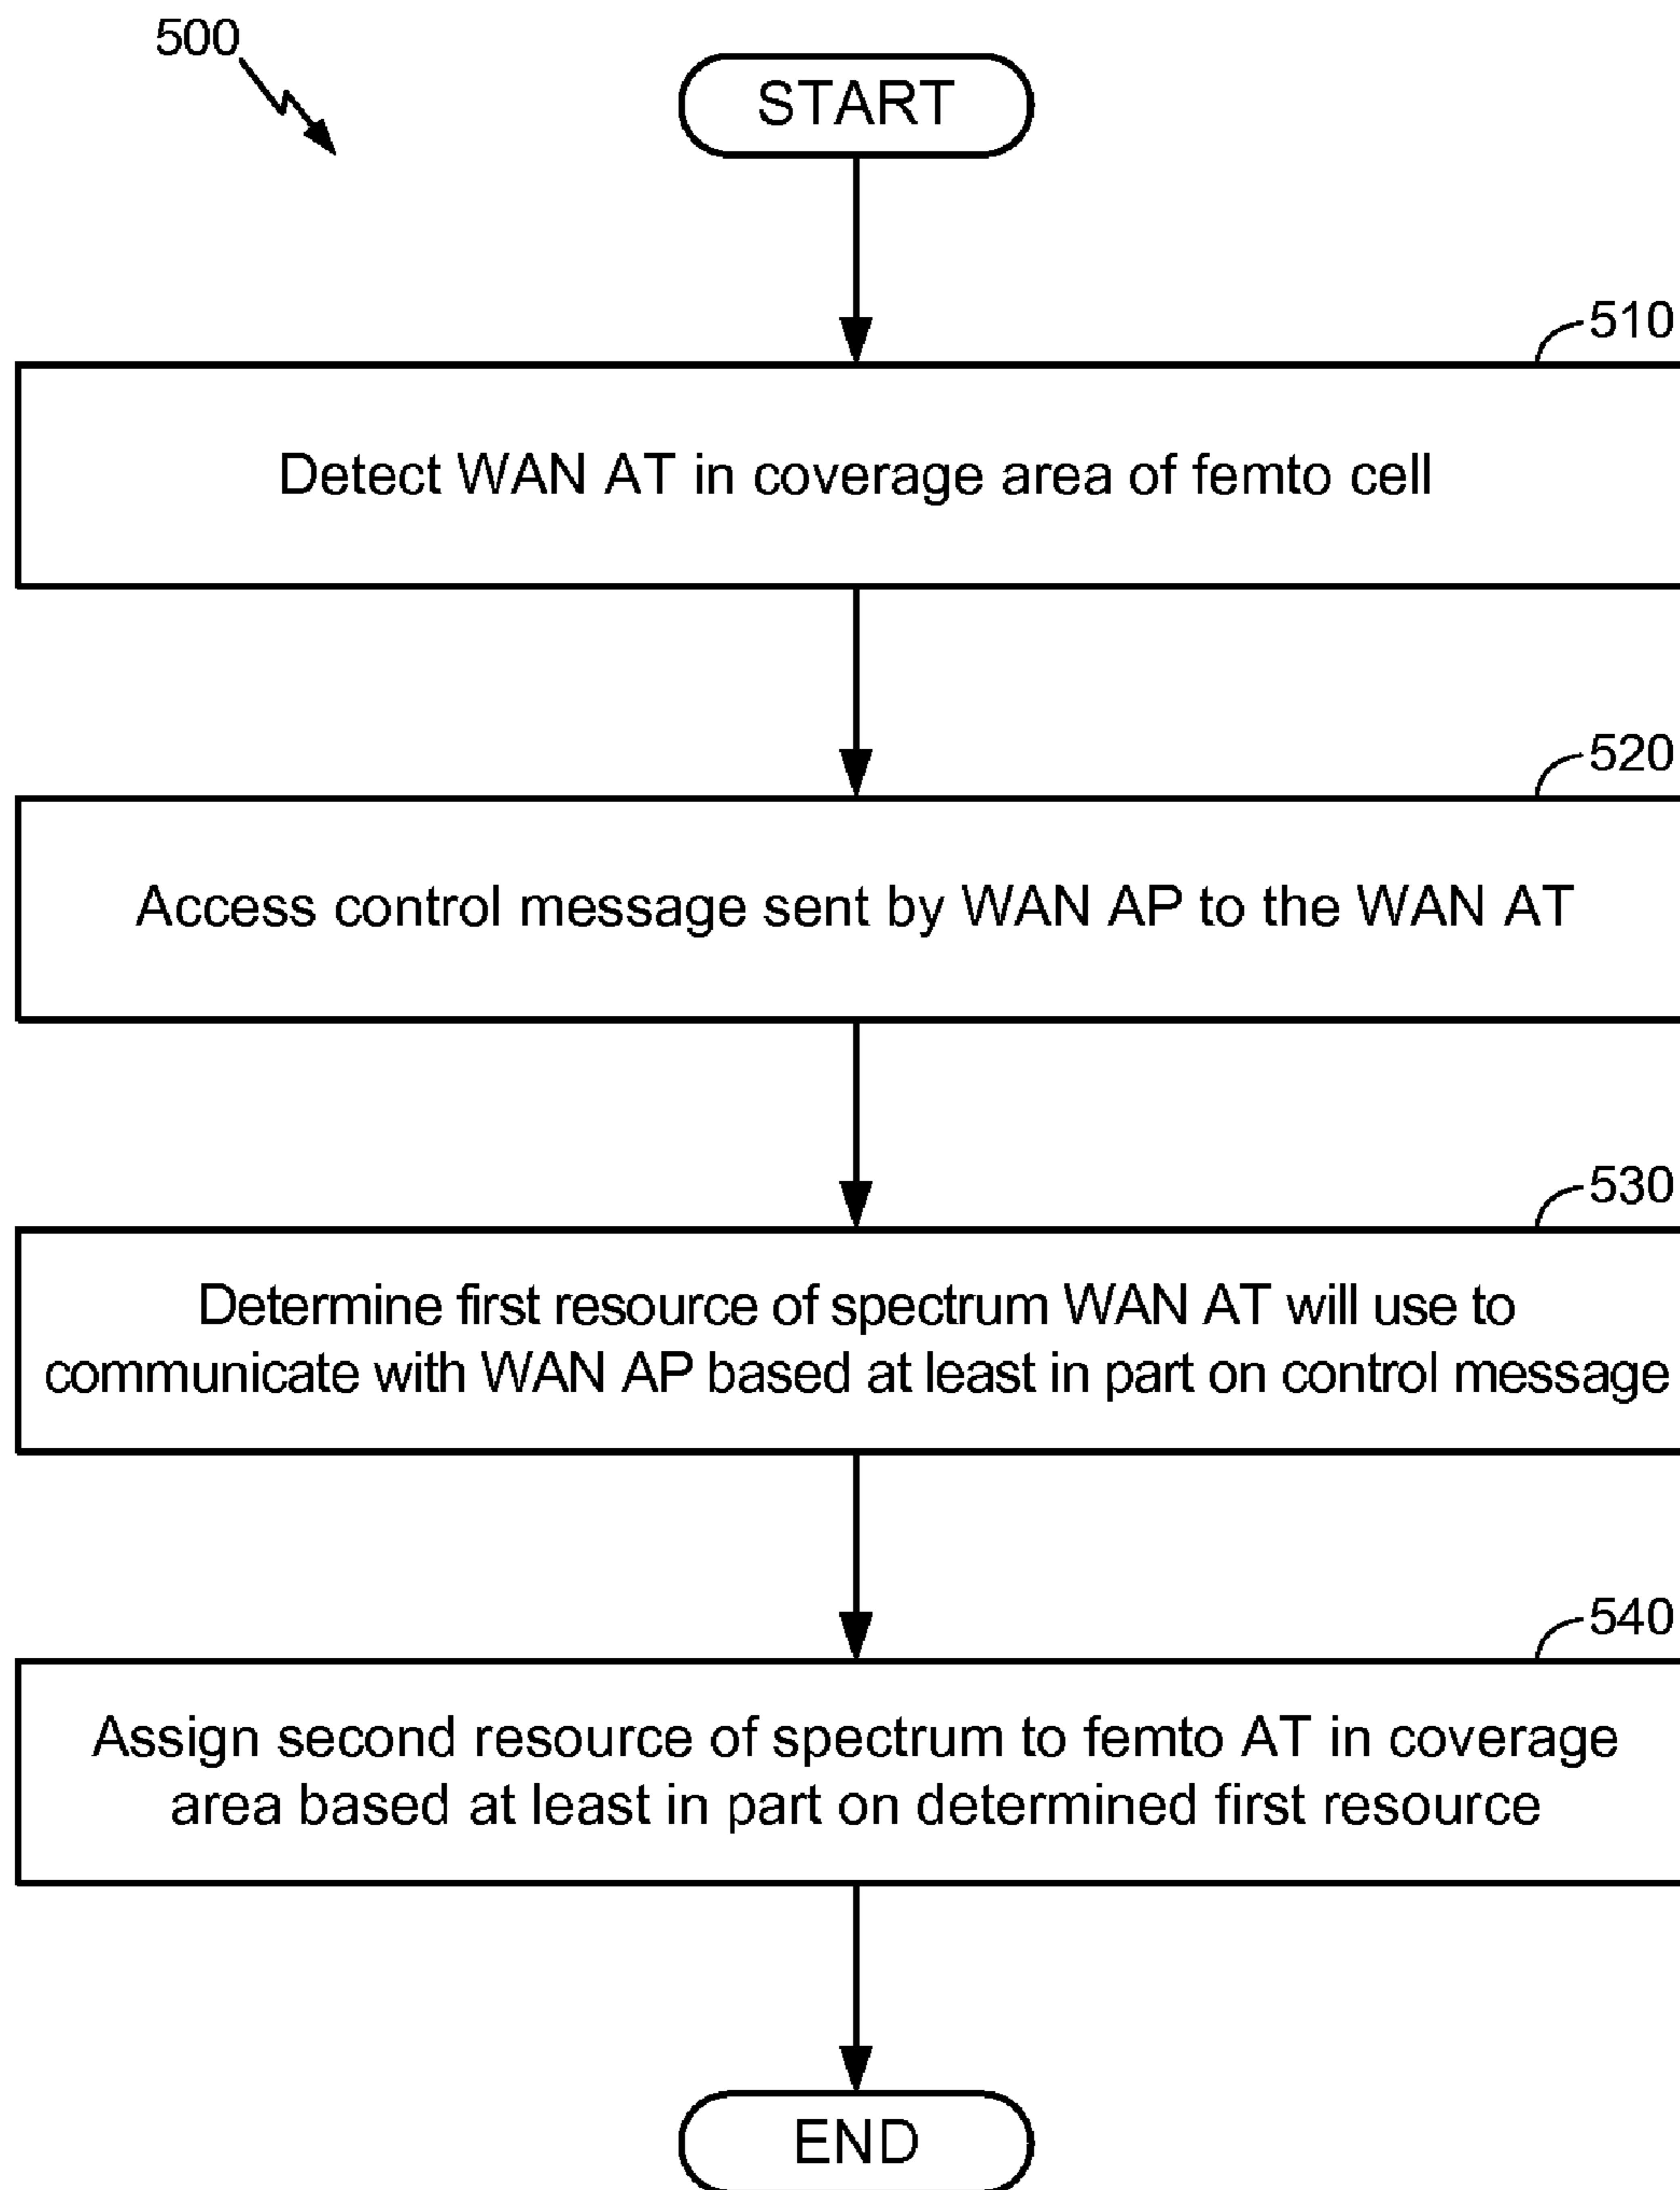 500
START
510
Detect WAN AT in coverage area of femto cell
520
Access control message sent by WAN AP to the WAN AT
530
Determine first resource of spectrum WAN AT will use to
communicate with WAN AP based at least in part on control message
540
Assign second resource of spectrum to femto AT in coverage
area based at least in part on determined first resource
END